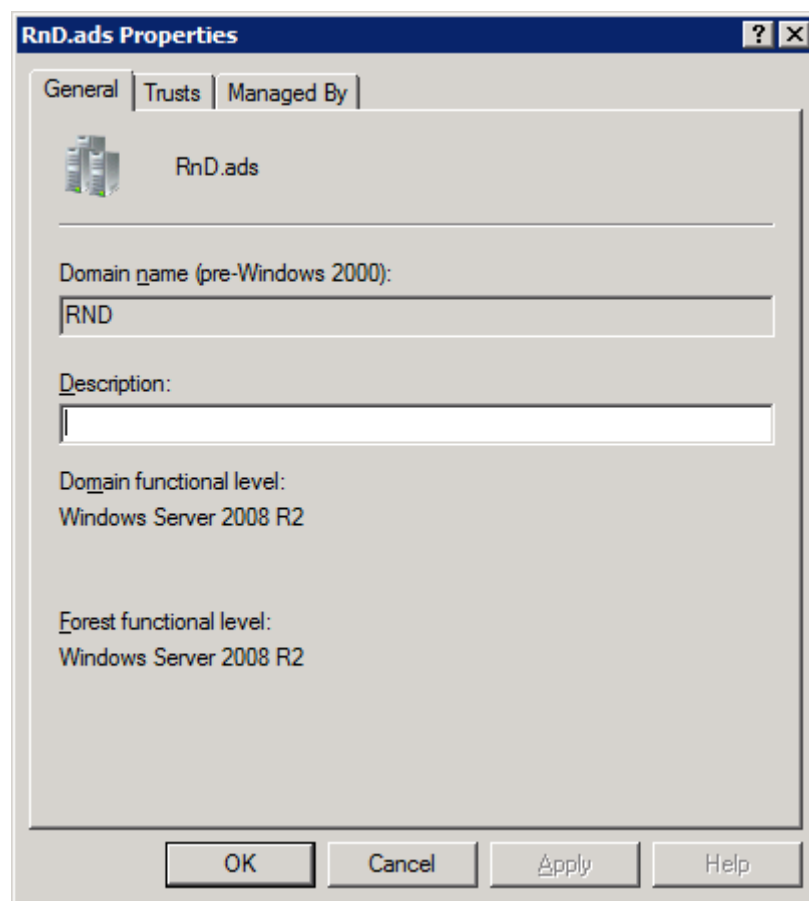 RnD.ads Properties
General Trusts Managed By
RnD.ads
Domain name (pre-Windows 2000):
RND
Description:
Domain functional level:
Windows Server 2008 R2
Forest functional level:
Windows Server 2008 R2
OK Cancel Apply Help